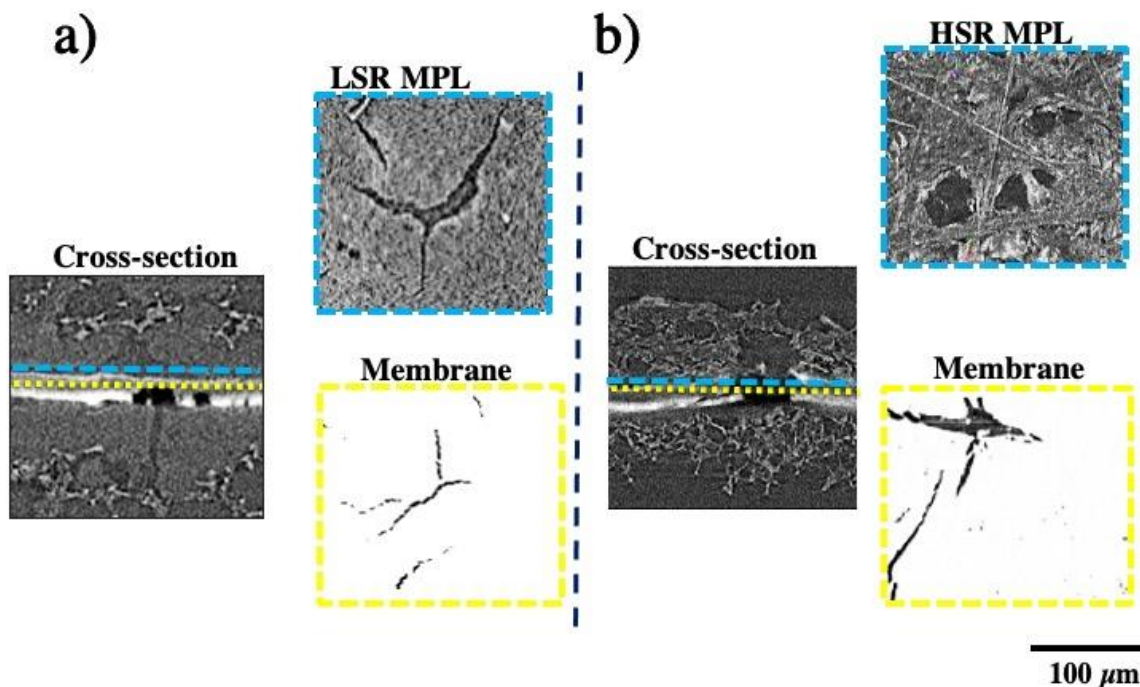 a)
LSR MPL
Cross-section
Membrane
b)
HSR MPL
Cross-section
Membrane
100 μm